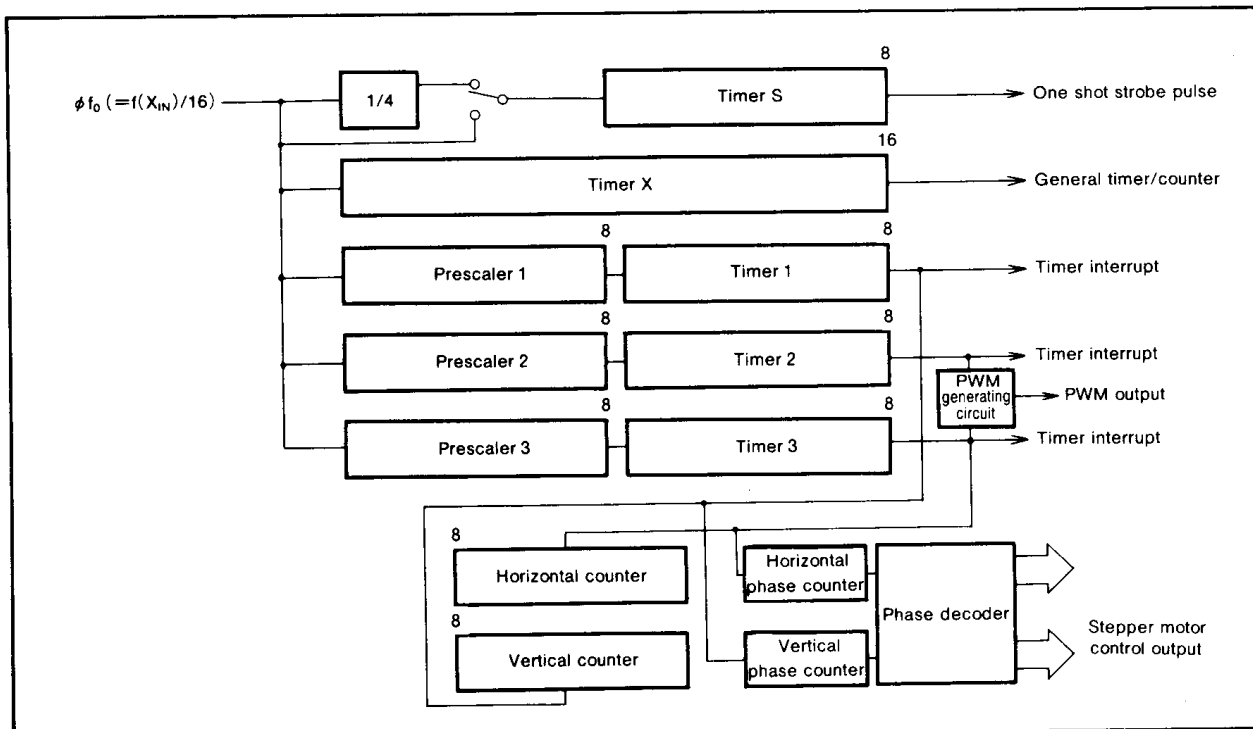 8
φf₀ (=f(X_IN)/16)
1/4
Timer S
One shot strobe pulse
16
Timer X
General timer/counter
8
8
Prescaler 1
Timer 1
Timer interrupt
8
8
Prescaler 2
Timer 2
Timer interrupt
PWM
generating
circuit
PWM output
8
8
Prescaler 3
Timer 3
Timer interrupt
8
Horizontal counter
Horizontal
phase counter
Phase decoder
8
Vertical counter
Vertical
phase counter
Stepper motor
control output